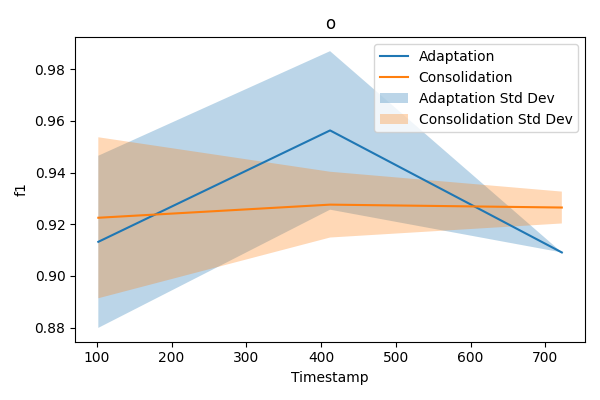 o
f1
0.98
0.96
0.94
0.92
0.90
0.88
Adaptation
Consolidation
Adaptation Std Dev
Consolidation Std Dev
100 200 300 400 500 600 700
Timestamp